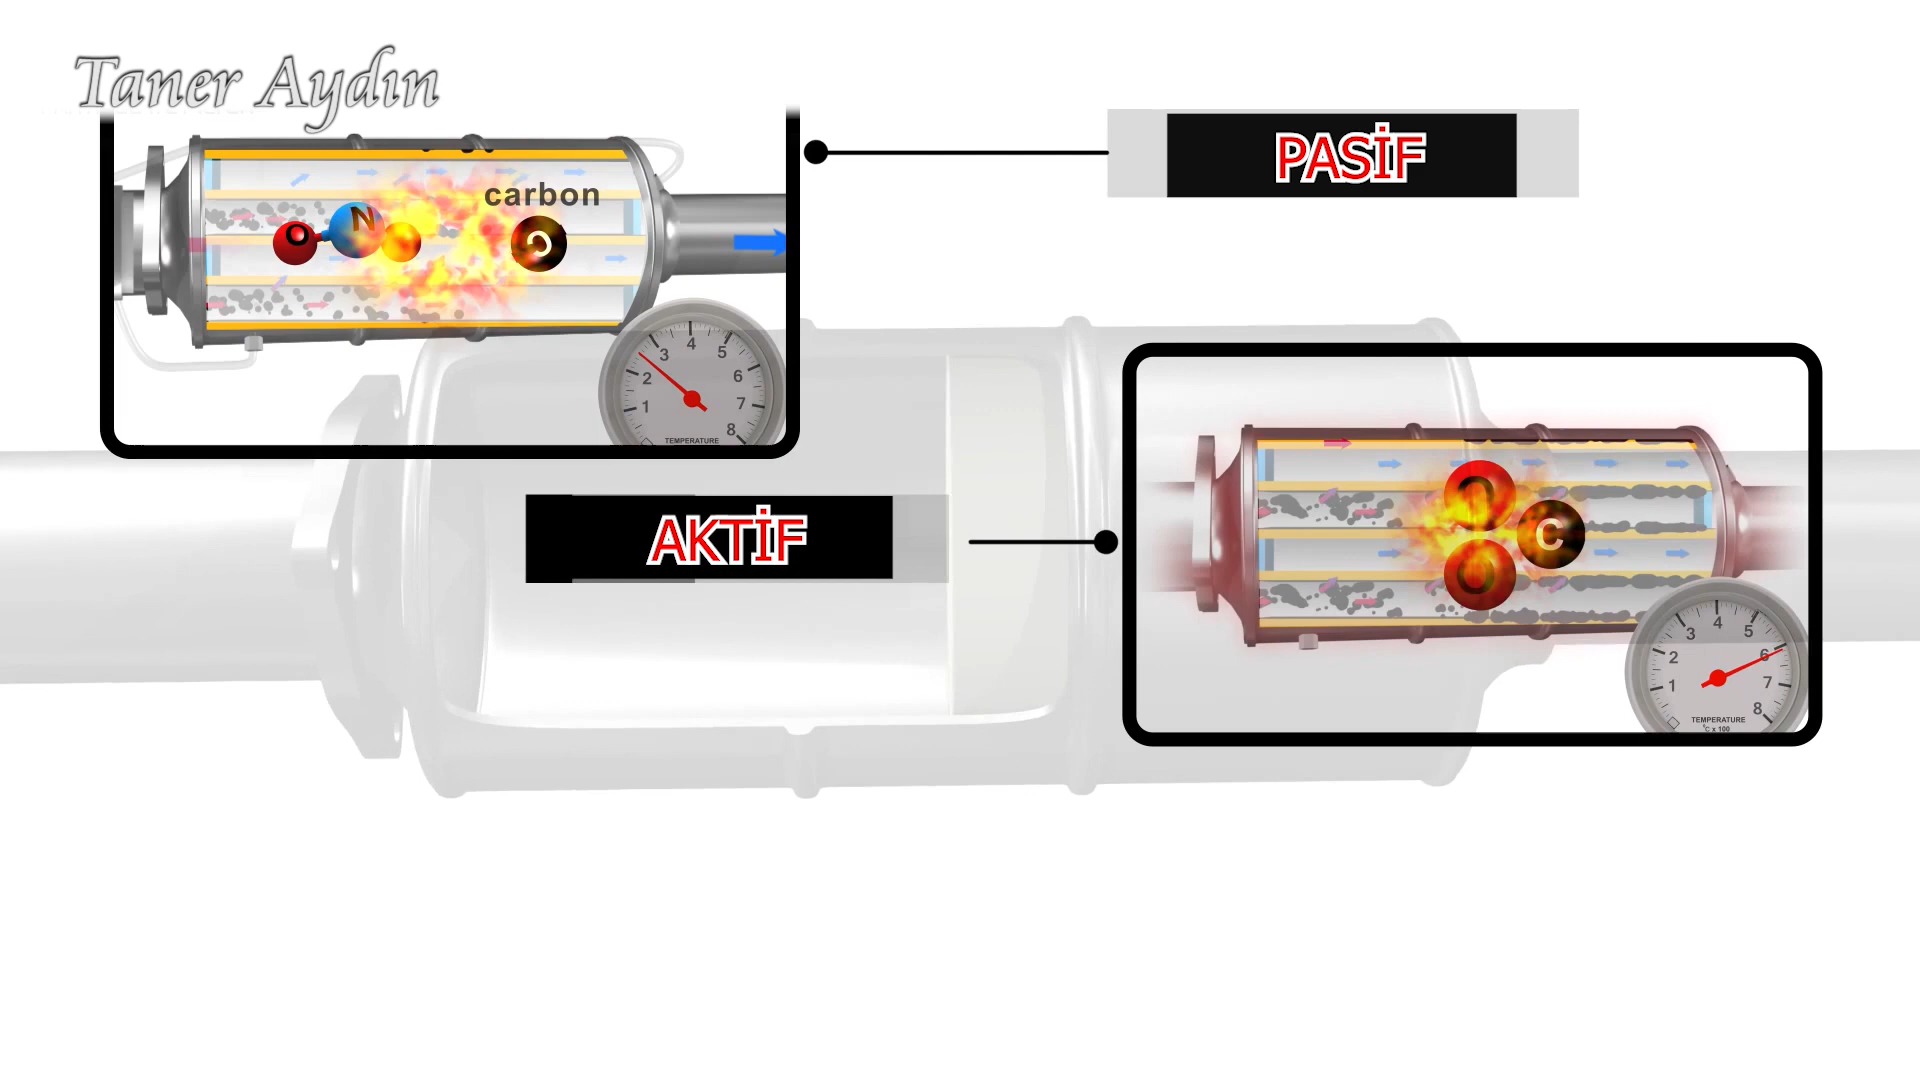 Taner Aydın
PASİF
carbon
O N C
1 2 3 4 5 6 7 8
TEMPERATURE
AKTİF
O C
O
1 2 3 4 5 6 7 8
TEMPERATURE
°C x 100